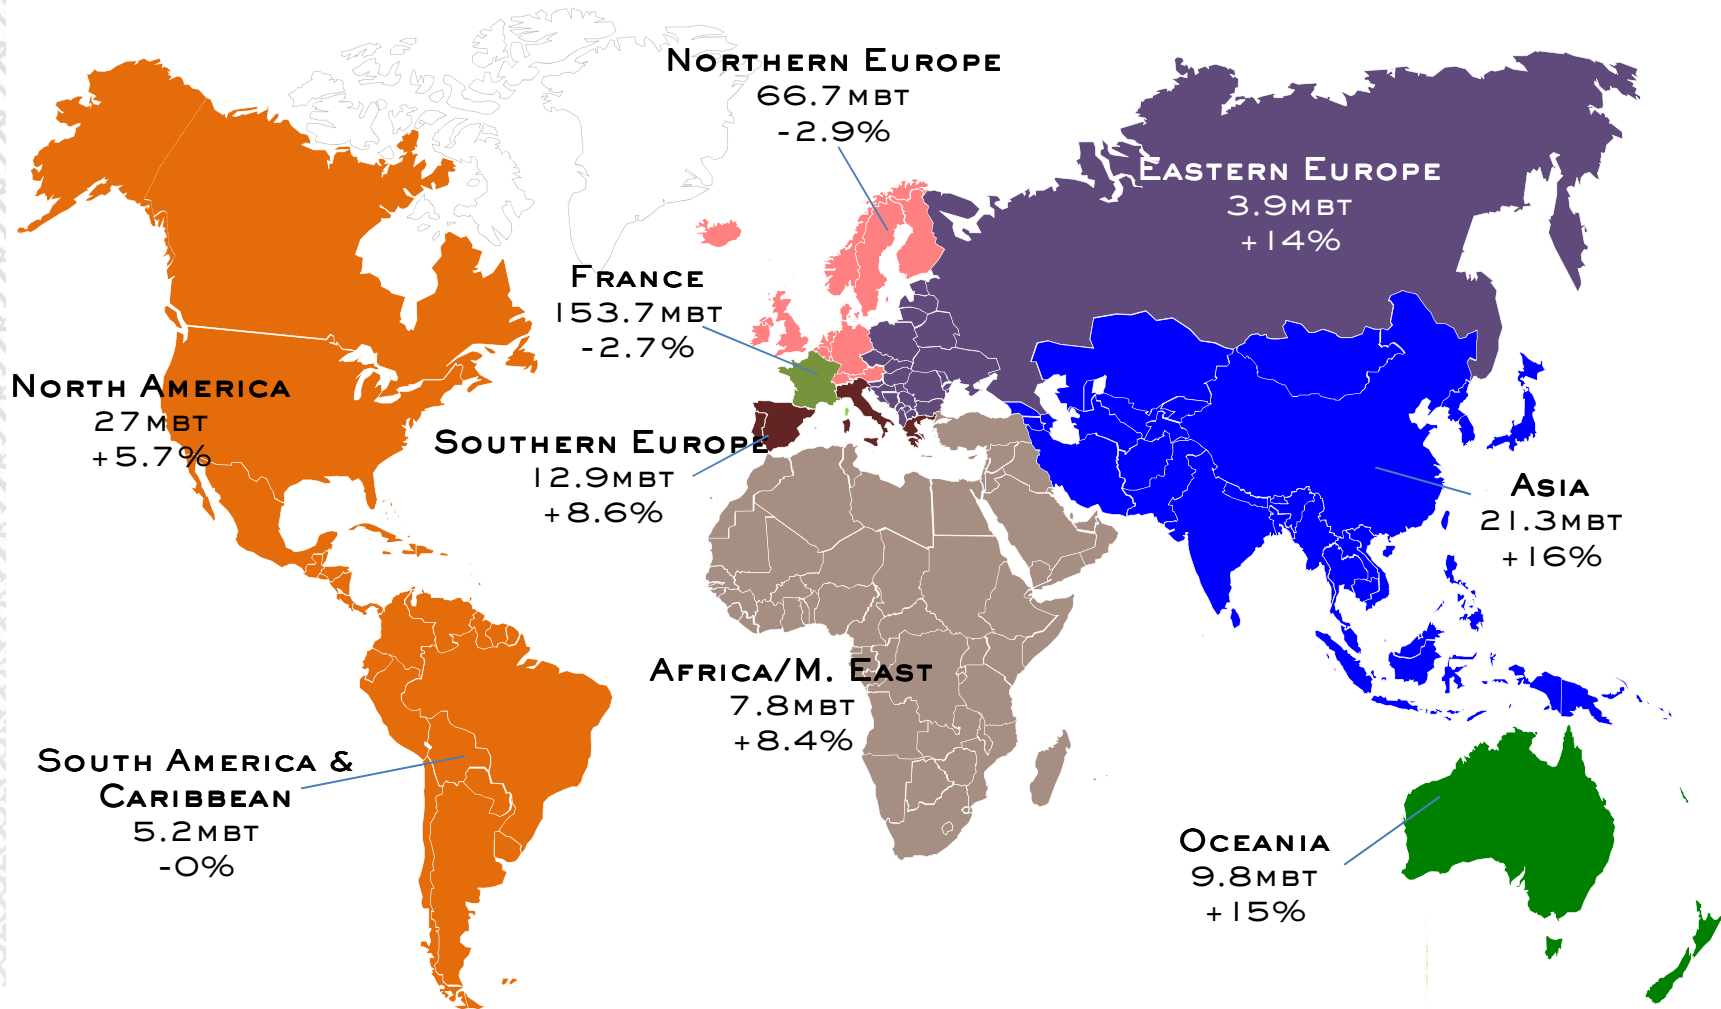 Northern Europe
66.7mbt
-2.9%
Eastern Europe
3.9mbt
+14%
France
153.7mbt
-2.7%
North America
27mbt
+5.7%
Southern Europe
12.9mbt
+8.6%
Asia
21.3mbt
+16%
Africa/M. East
7.8mbt
+8.4%
South America &
Caribbean
5.2mbt
-0%
Oceania
9.8mbt
+15%